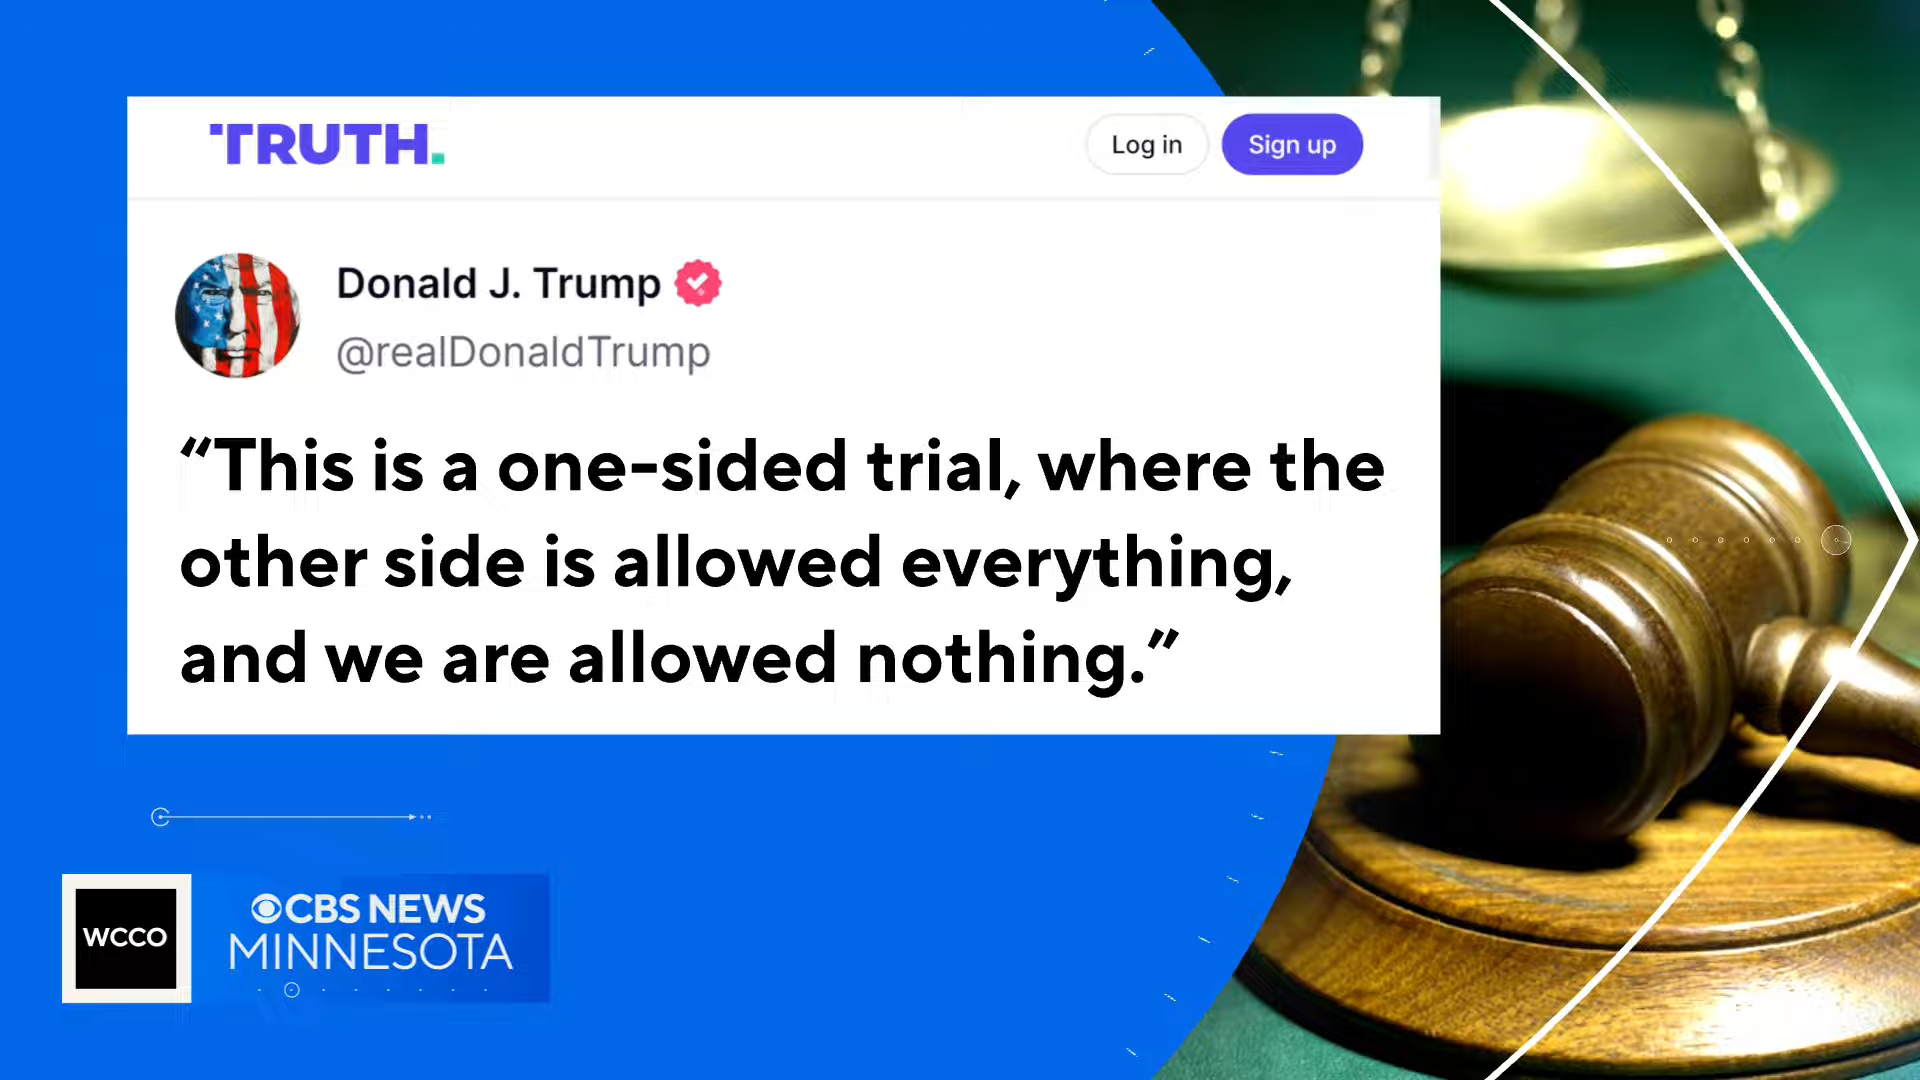 TRUTH.
Log in
Sign up
Donald J. Trump
@realDonaldTrump
“This is a one-sided trial, where the
other side is allowed everything,
and we are allowed nothing.”
WCCO
CBS NEWS
MINNESOTA